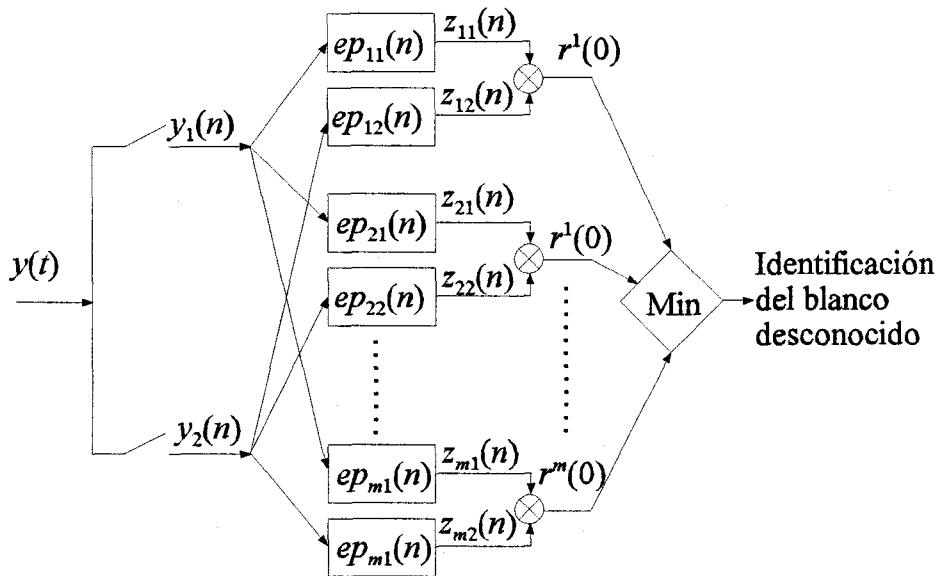 ep₁₁(n)
z₁₁(n)
r¹(0)
ep₁₂(n)
z₁₂(n)
y₁(n)
ep₂₁(n)
z₂₁(n)
r¹(0)
ep₂₂(n)
z₂₂(n)
y(t)
Min
Identificación
del blanco
desconocido
y₂(n)
epₘ₁(n)
zₘ₁(n)
rᵐ(0)
epₘ₁(n)
zₘ₂(n)